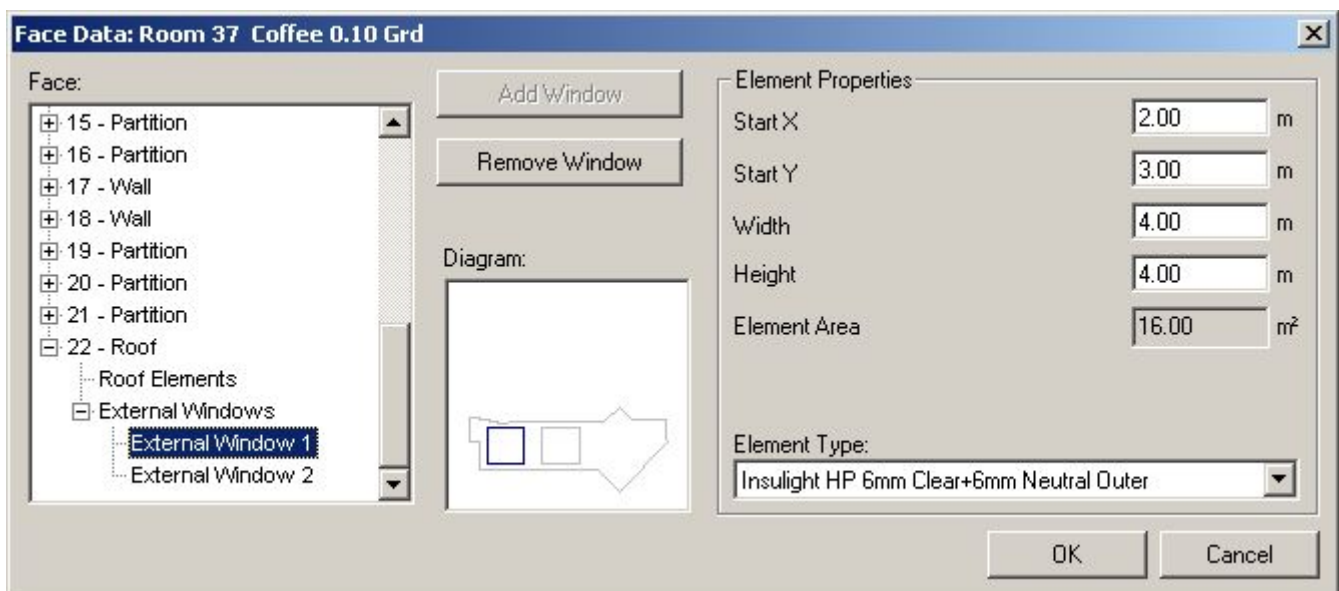 Face Data: Room 37 Coffee 0.10 Grd
Face:
15 - Partition
16 - Partition
17 - Wall
18 - Wall
19 - Partition
20 - Partition
21 - Partition
22 - Roof
Roof Elements
External Windows
External Window 1
External Window 2
Add Window
Remove Window
Diagram:
Element Properties
Start X 2.00 m
Start Y 3.00 m
Width 4.00 m
Height 4.00 m
Element Area 16.00 m²
Element Type:
Insulight HP 6mm Clear+6mm Neutral Outer
OK Cancel